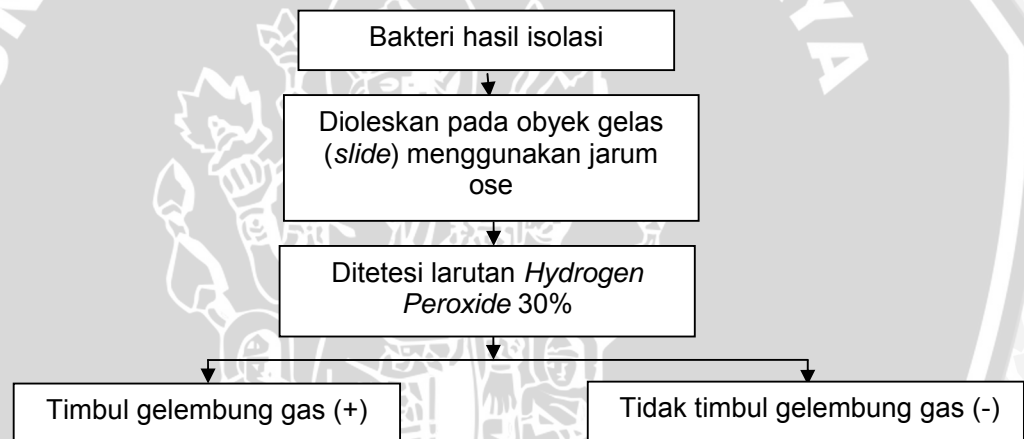 Bakteri hasil isolasi
Dioleskan pada obyek gelas
(slide) menggunakan jarum
ose
Ditetesi larutan Hydrogen
Peroxide 30%
Timbul gelembung gas (+)
Tidak timbul gelembung gas (-)